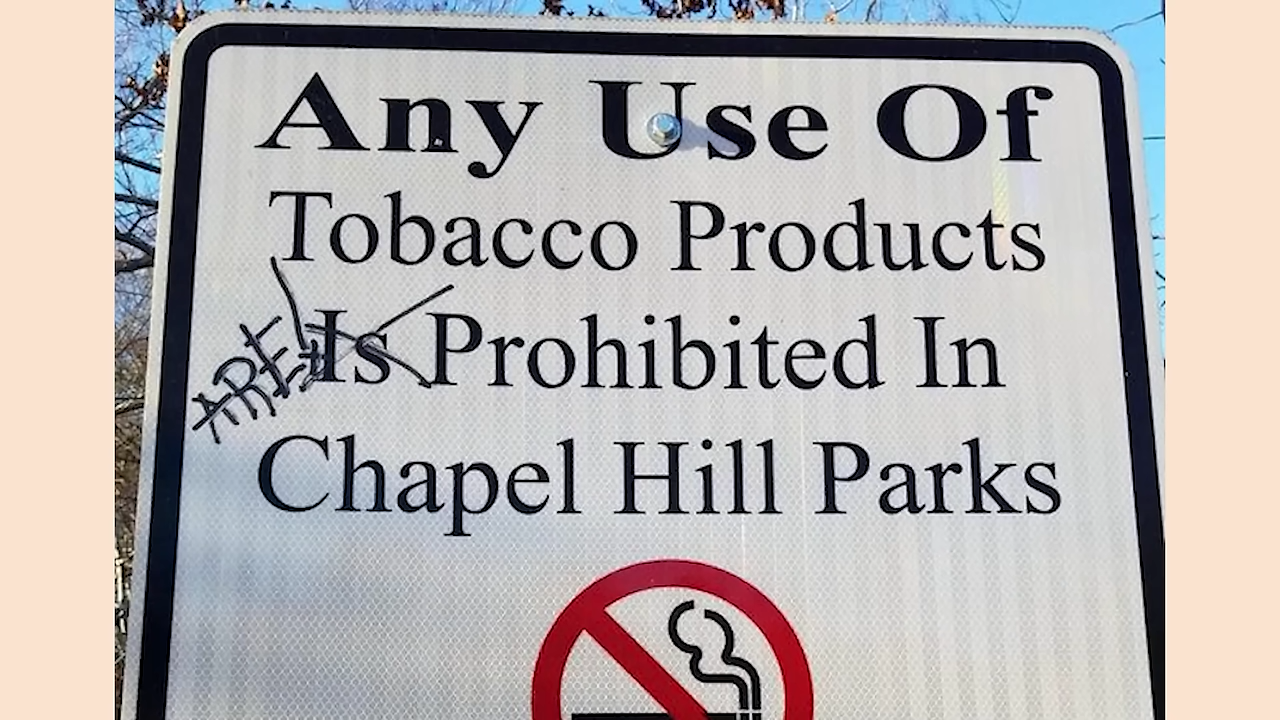 Any Use Of
Tobacco Products
ARE Is Prohibited In
Chapel Hill Parks